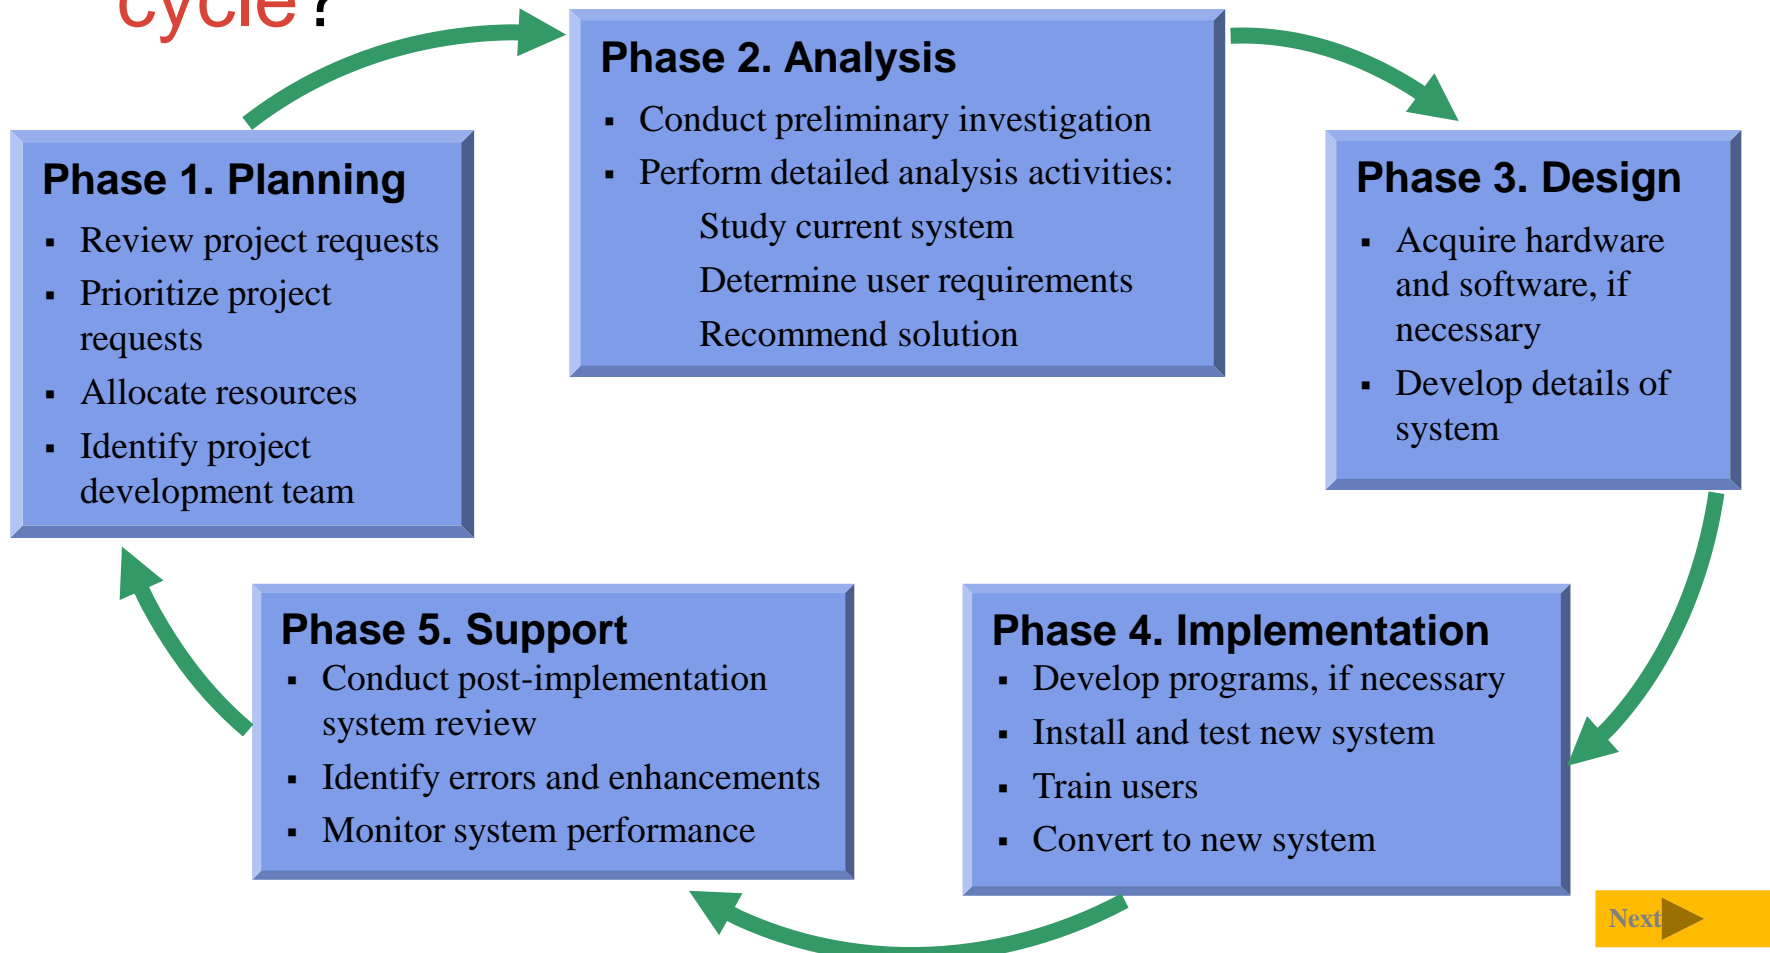 cycle?
Phase 1. Planning
▪ Review project requests
▪ Prioritize project
requests
▪ Allocate resources
▪ Identify project
development team
Phase 2. Analysis
▪ Conduct preliminary investigation
▪ Perform detailed analysis activities:
Study current system
Determine user requirements
Recommend solution
Phase 3. Design
▪ Acquire hardware
and software, if
necessary
▪ Develop details of
system
Phase 4. Implementation
▪ Develop programs, if necessary
▪ Install and test new system
▪ Train users
▪ Convert to new system
Phase 5. Support
▪ Conduct post-implementation
system review
▪ Identify errors and enhancements
▪ Monitor system performance
Next